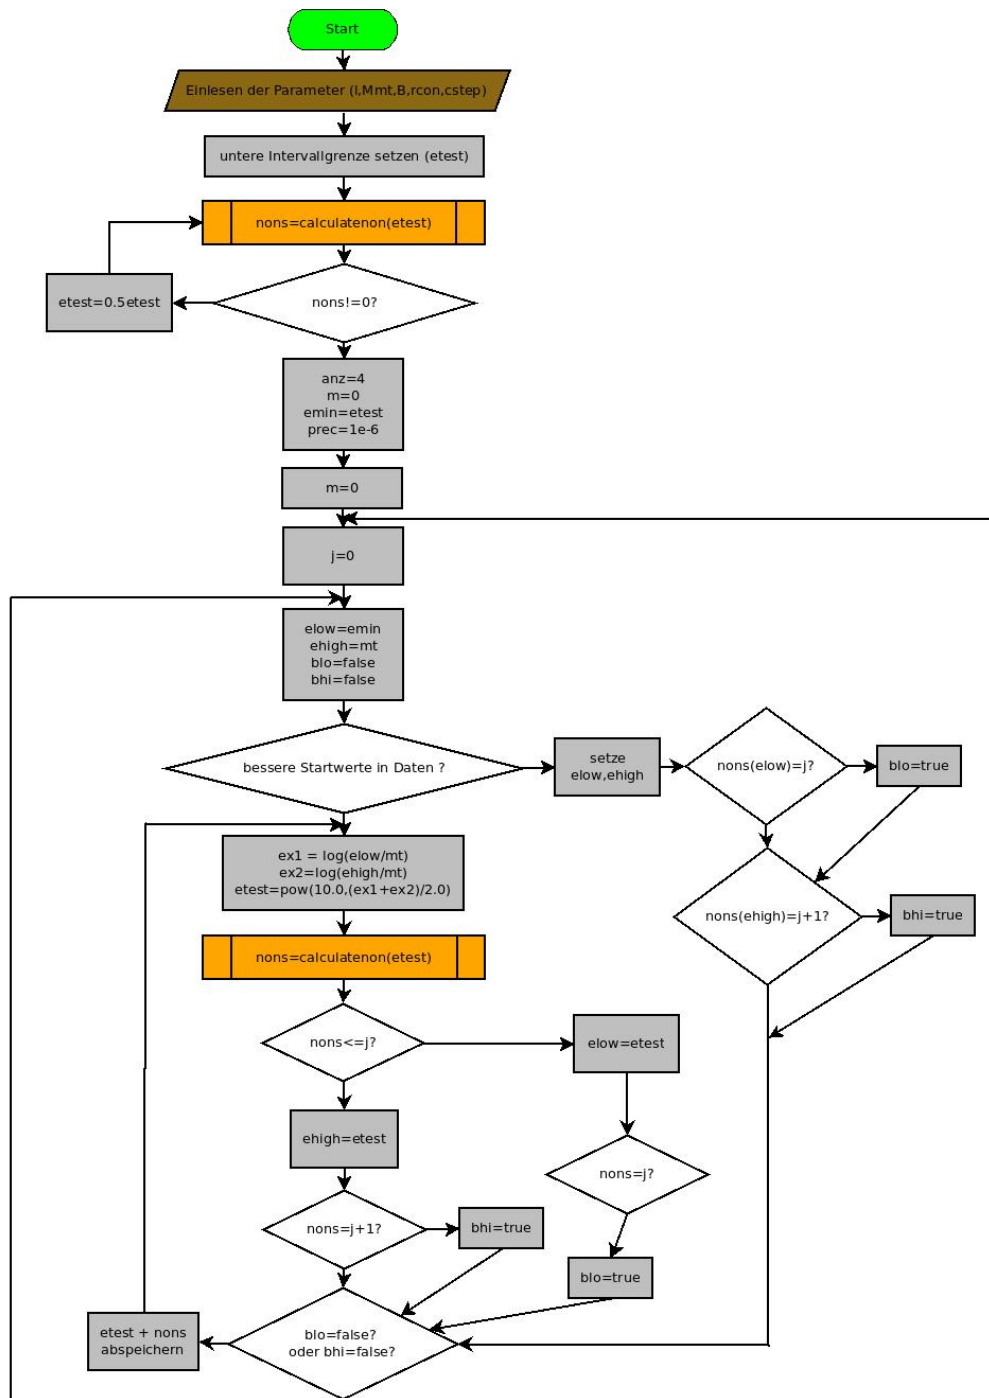 Start
Einlesen der Parameter (l,Mmt,B,rcon,cstep)
untere Intervallgrenze setzen (etest)
nons=calculatenon(etest)
nons!=0?
etest=0.5etest
anz=4
m=0
emin=etest
prec=1e-6
m=0
j=0
elow=emin
ehigh=mt
blo=false
bhi=false
bessere Startwerte in Daten ?
setze
elow,ehigh
nons(elow)=j?
blo=true
nons(ehigh)=j+1?
bhi=true
ex1 = log(elow/mt)
ex2=log(ehigh/mt)
etest=pow(10.0,(ex1+ex2)/2.0)
nons=calculatenon(etest)
nons<=j?
elow=etest
ehigh=etest
nons=j?
nons=j+1?
bhi=true
blo=true
blo=false?
oder bhi=false?
etest + nons
abspeichern